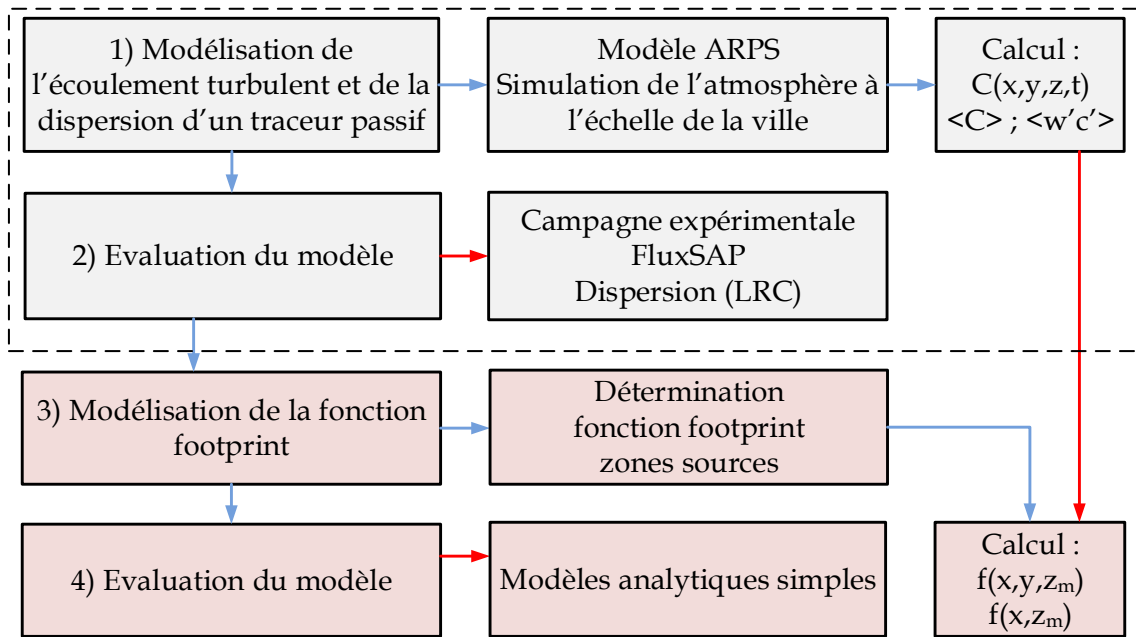 1) Modélisation de
l’écoulement turbulent et de la
dispersion d’un traceur passif
Modèle ARPS
Simulation de l’atmosphère à
l’échelle de la ville
Calcul :
C(x,y,z,t)
<C> ; <w’c’>
2) Evaluation du modèle
Campagne expérimentale
FluxSAP
Dispersion (LRC)
3) Modélisation de la fonction
footprint
Détermination
fonction footprint
zones sources
4) Evaluation du modèle
Modèles analytiques simples
Calcul :
f(x,y,zₘ)
f(x,zₘ)